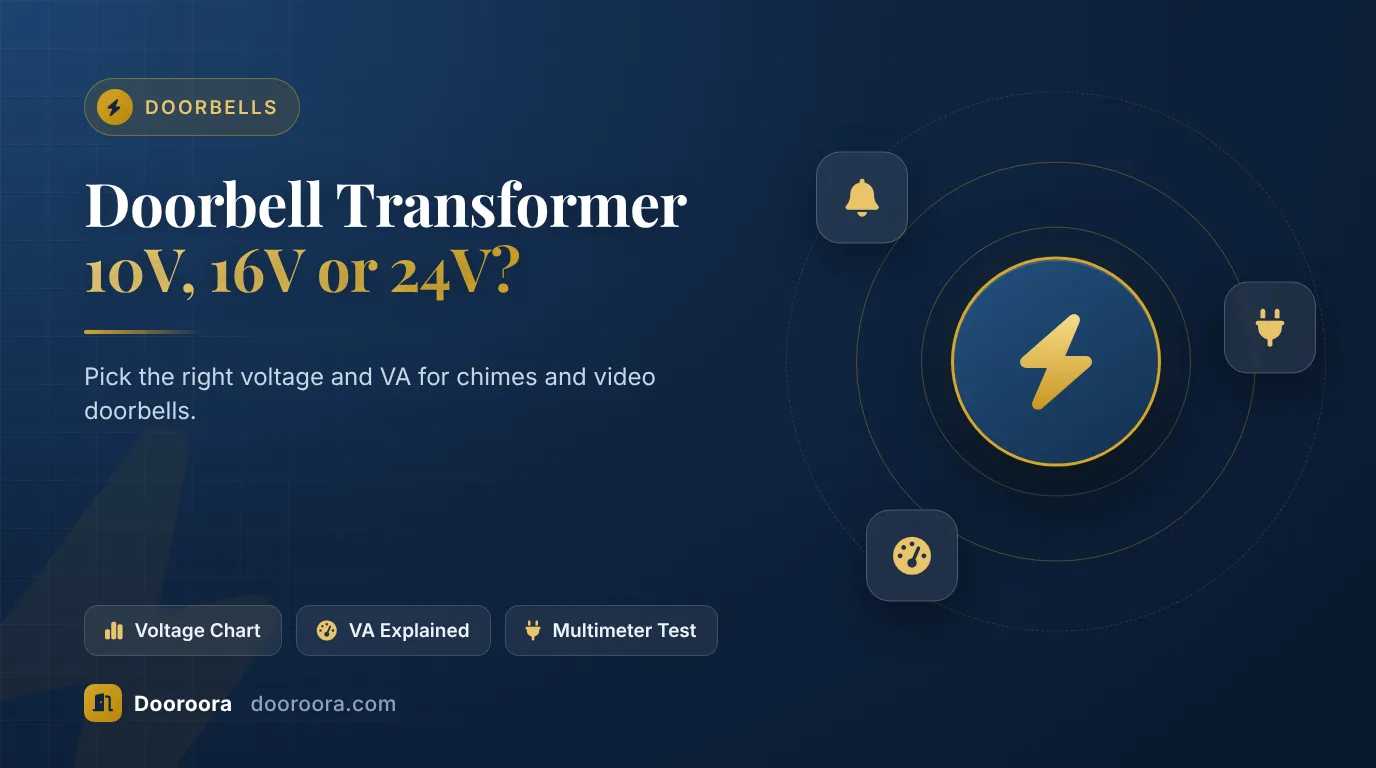 DOORBELLS
Doorbell Transformer
10V, 16V or 24V?
Pick the right voltage and VA for chimes and video
doorbells.
Voltage Chart
VA Explained
Multimeter Test
Dooroora dooroora.com